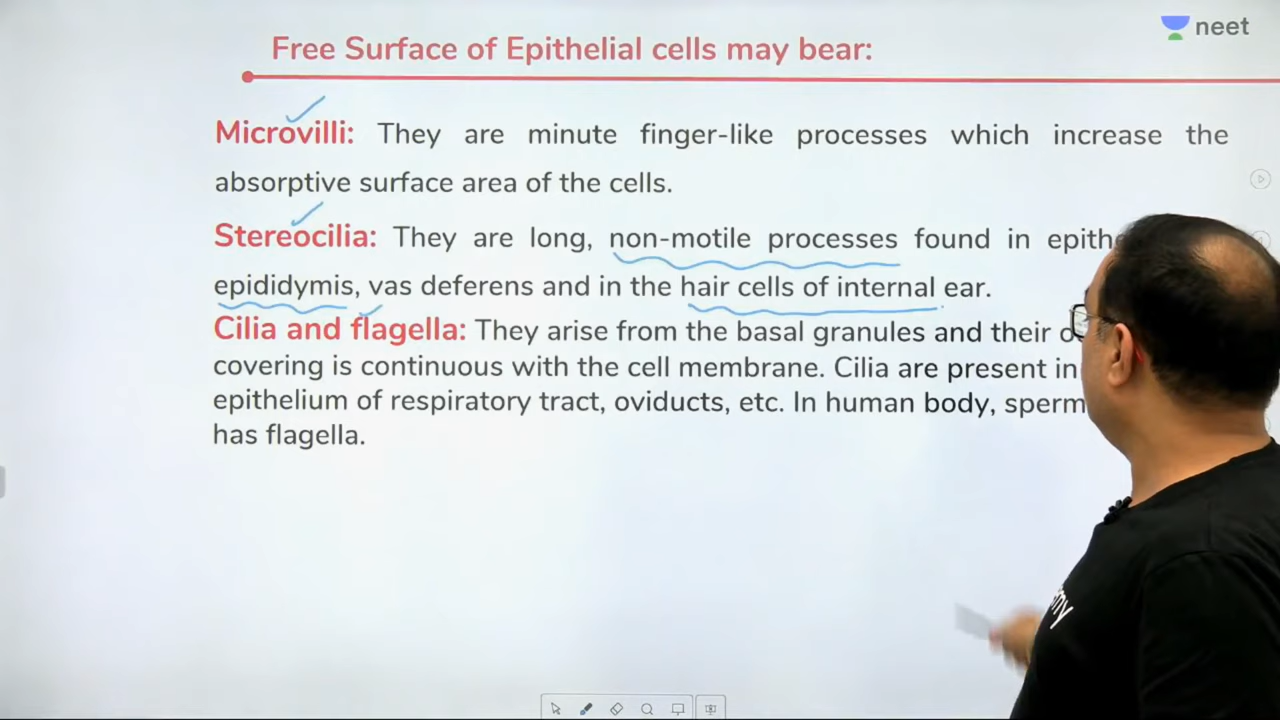 Free Surface of Epithelial cells may bear:
neet
Microvilli: They are minute finger-like processes which increase the
absorptive surface area of the cells.
Stereocilia: They are long, non-motile processes found in
epididymis, vas deferens and in the hair cells of internal ear.
Cilia and flagella: They arise from the basal granules and their
covering is continuous with the cell membrane. Cilia are present in
epithelium of respiratory tract, oviducts, etc. In human body, sperm
has flagella.
my